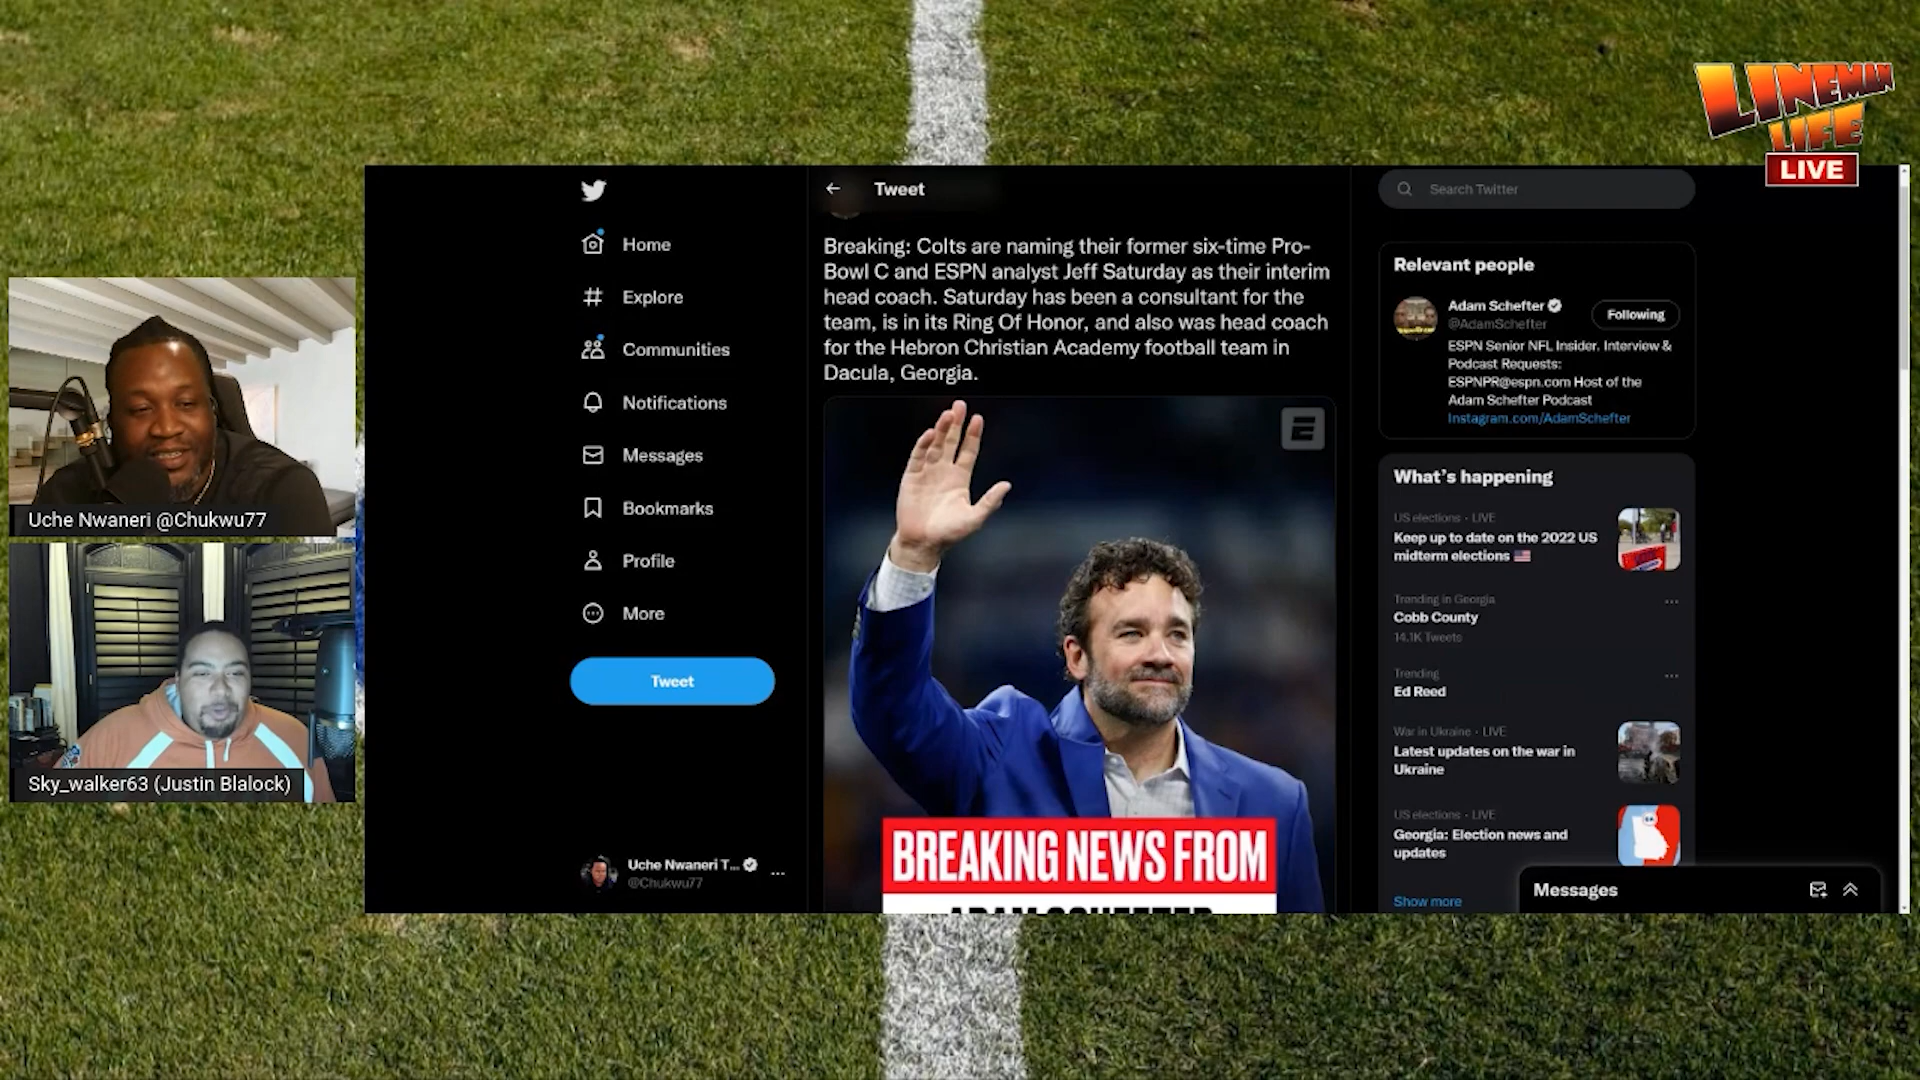 LINEMAN
LIFE
LIVE
Uche Nwaneri @Chukwu77
Sky_walker63 (Justin Blalock)
Home
Explore
Communities
Notifications
Messages
Bookmarks
Profile
More
Tweet
Uche Nwaneri T...
@Chukwu77
Tweet
Breaking: Colts are naming their former six-time Pro-
Bowl C and ESPN analyst Jeff Saturday as their interim
head coach. Saturday has been a consultant for the
team, is in its Ring Of Honor, and also was head coach
for the Hebron Christian Academy football team in
Dacula, Georgia.
E
BREAKING NEWS FROM
ADAM SCHEFTER
Search Twitter
Relevant people
Adam Schefter
@AdamSchefter
Following
ESPN Senior NFL Insider. Interview &
Podcast Requests:
ESPNPR@espn.com Host of the
Adam Schefter Podcast
Instagram.com/AdamSchefter
What's happening
US elections · LIVE
Keep up to date on the 2022 US
midterm elections
Trending in Georgia
Cobb County
14.1K Tweets
Trending
Ed Reed
War in Ukraine · LIVE
Latest updates on the war in
Ukraine
US elections · LIVE
Georgia: Election news and
updates
Show more
Messages